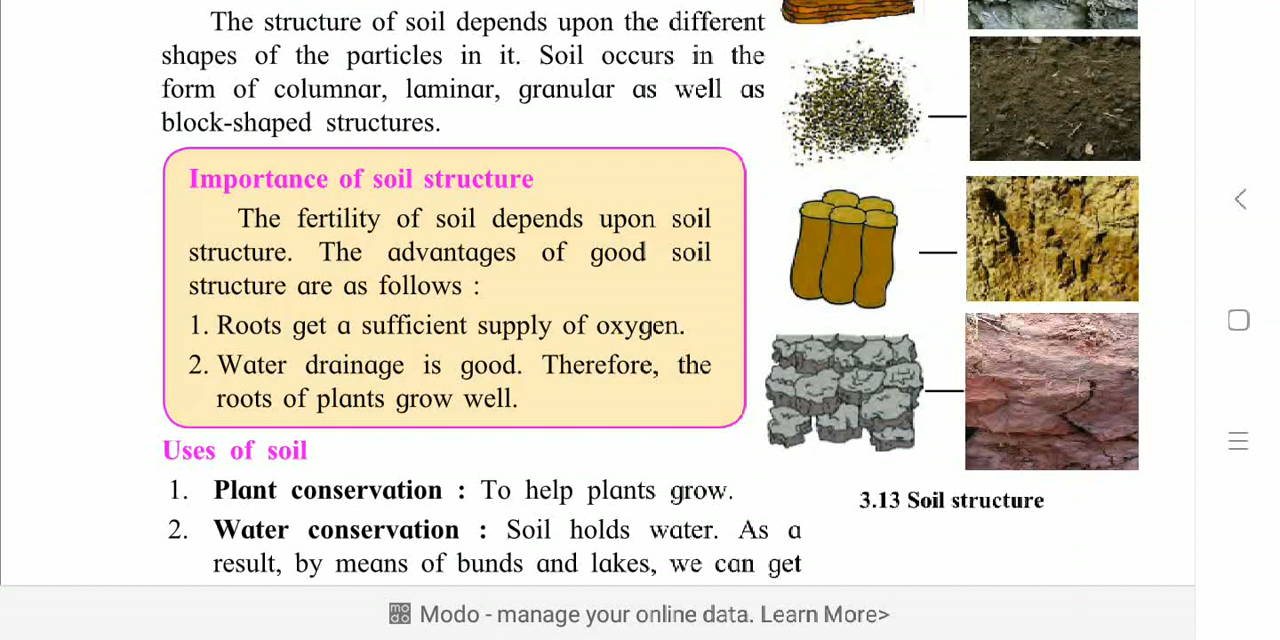 The structure of soil depends upon the different
shapes of the particles in it. Soil occurs in the
form of columnar, laminar, granular as well as
block-shaped structures.
Importance of soil structure
The fertility of soil depends upon soil
structure. The advantages of good soil
structure are as follows :
1. Roots get a sufficient supply of oxygen.
2. Water drainage is good. Therefore, the
roots of plants grow well.
Uses of soil
1. Plant conservation : To help plants grow.
2. Water conservation : Soil holds water. As a
result, by means of bunds and lakes, we can get
3.13 Soil structure
modo Modo - manage your online data. Learn More>